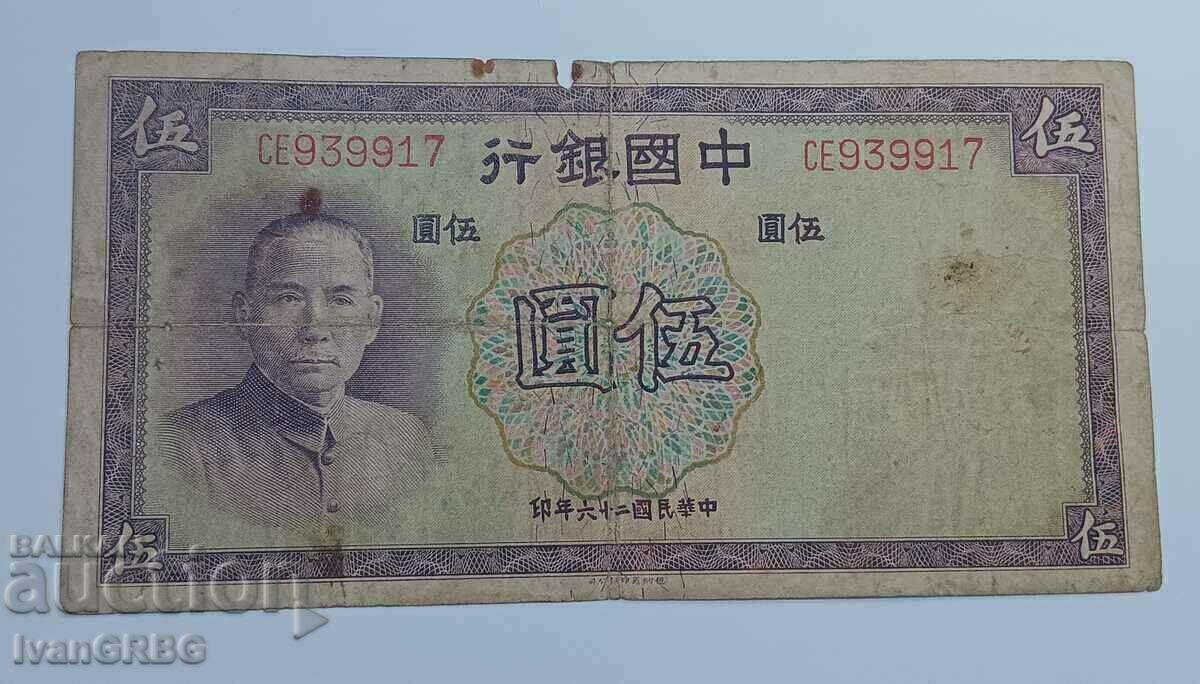 伍 伍
CE939917 中國銀行 CE939917
伍圓 伍圓
伍圓
中華民國二十六年印
伍 伍
BALKAN
auction
IvanGRBG